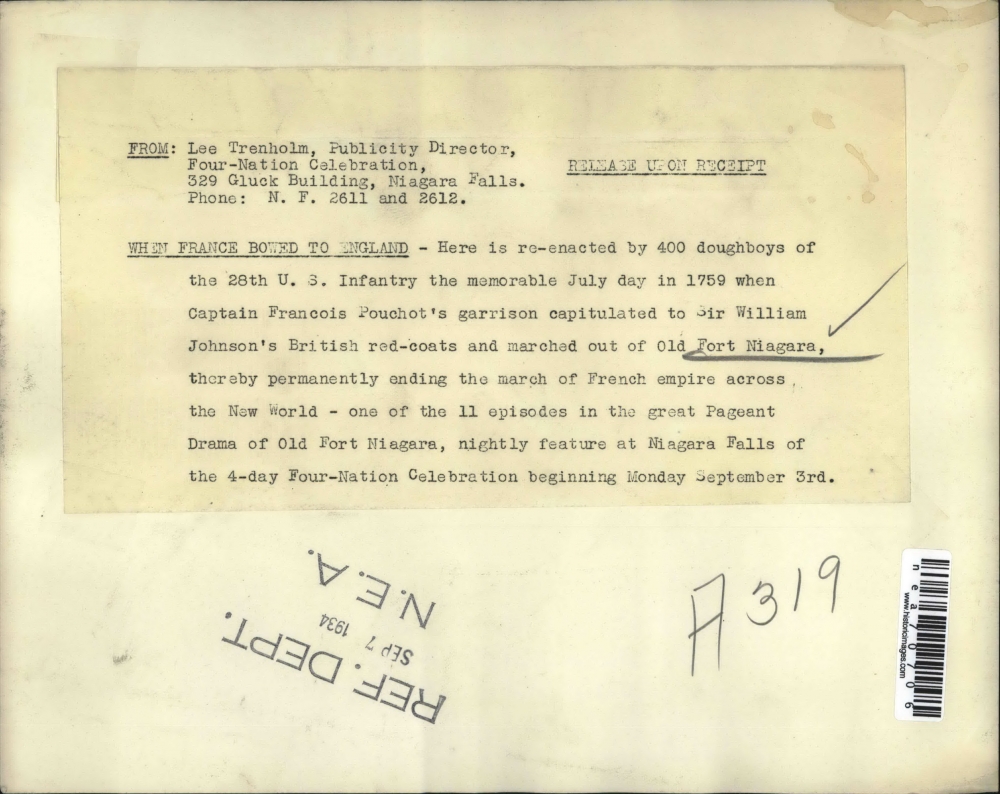 FROM: Lee Trenholm, Publicity Director,
Four-Nation Celebration,
329 Gluck Building, Niagara Falls.
Phone: N. F. 2611 and 2612.
RELEASE UPON RECEIPT
WHEN FRANCE BOWED TO ENGLAND - Here is re-enacted by 400 doughboys of
the 28th U. S. Infantry the memorable July day in 1759 when
Captain Francois Pouchot's garrison capitulated to Sir William
Johnson's British red-coats and marched out of Old Fort Niagara,
thereby permanently ending the march of French empire across
the New World - one of the 11 episodes in the great Pageant
Drama of Old Fort Niagara, nightly feature at Niagara Falls of
the 4-day Four-Nation Celebration beginning Monday September 3rd.
REF. DEPT.
SEP 7 1934
N.E.A.
A319
nea70706
www.historicimages.com